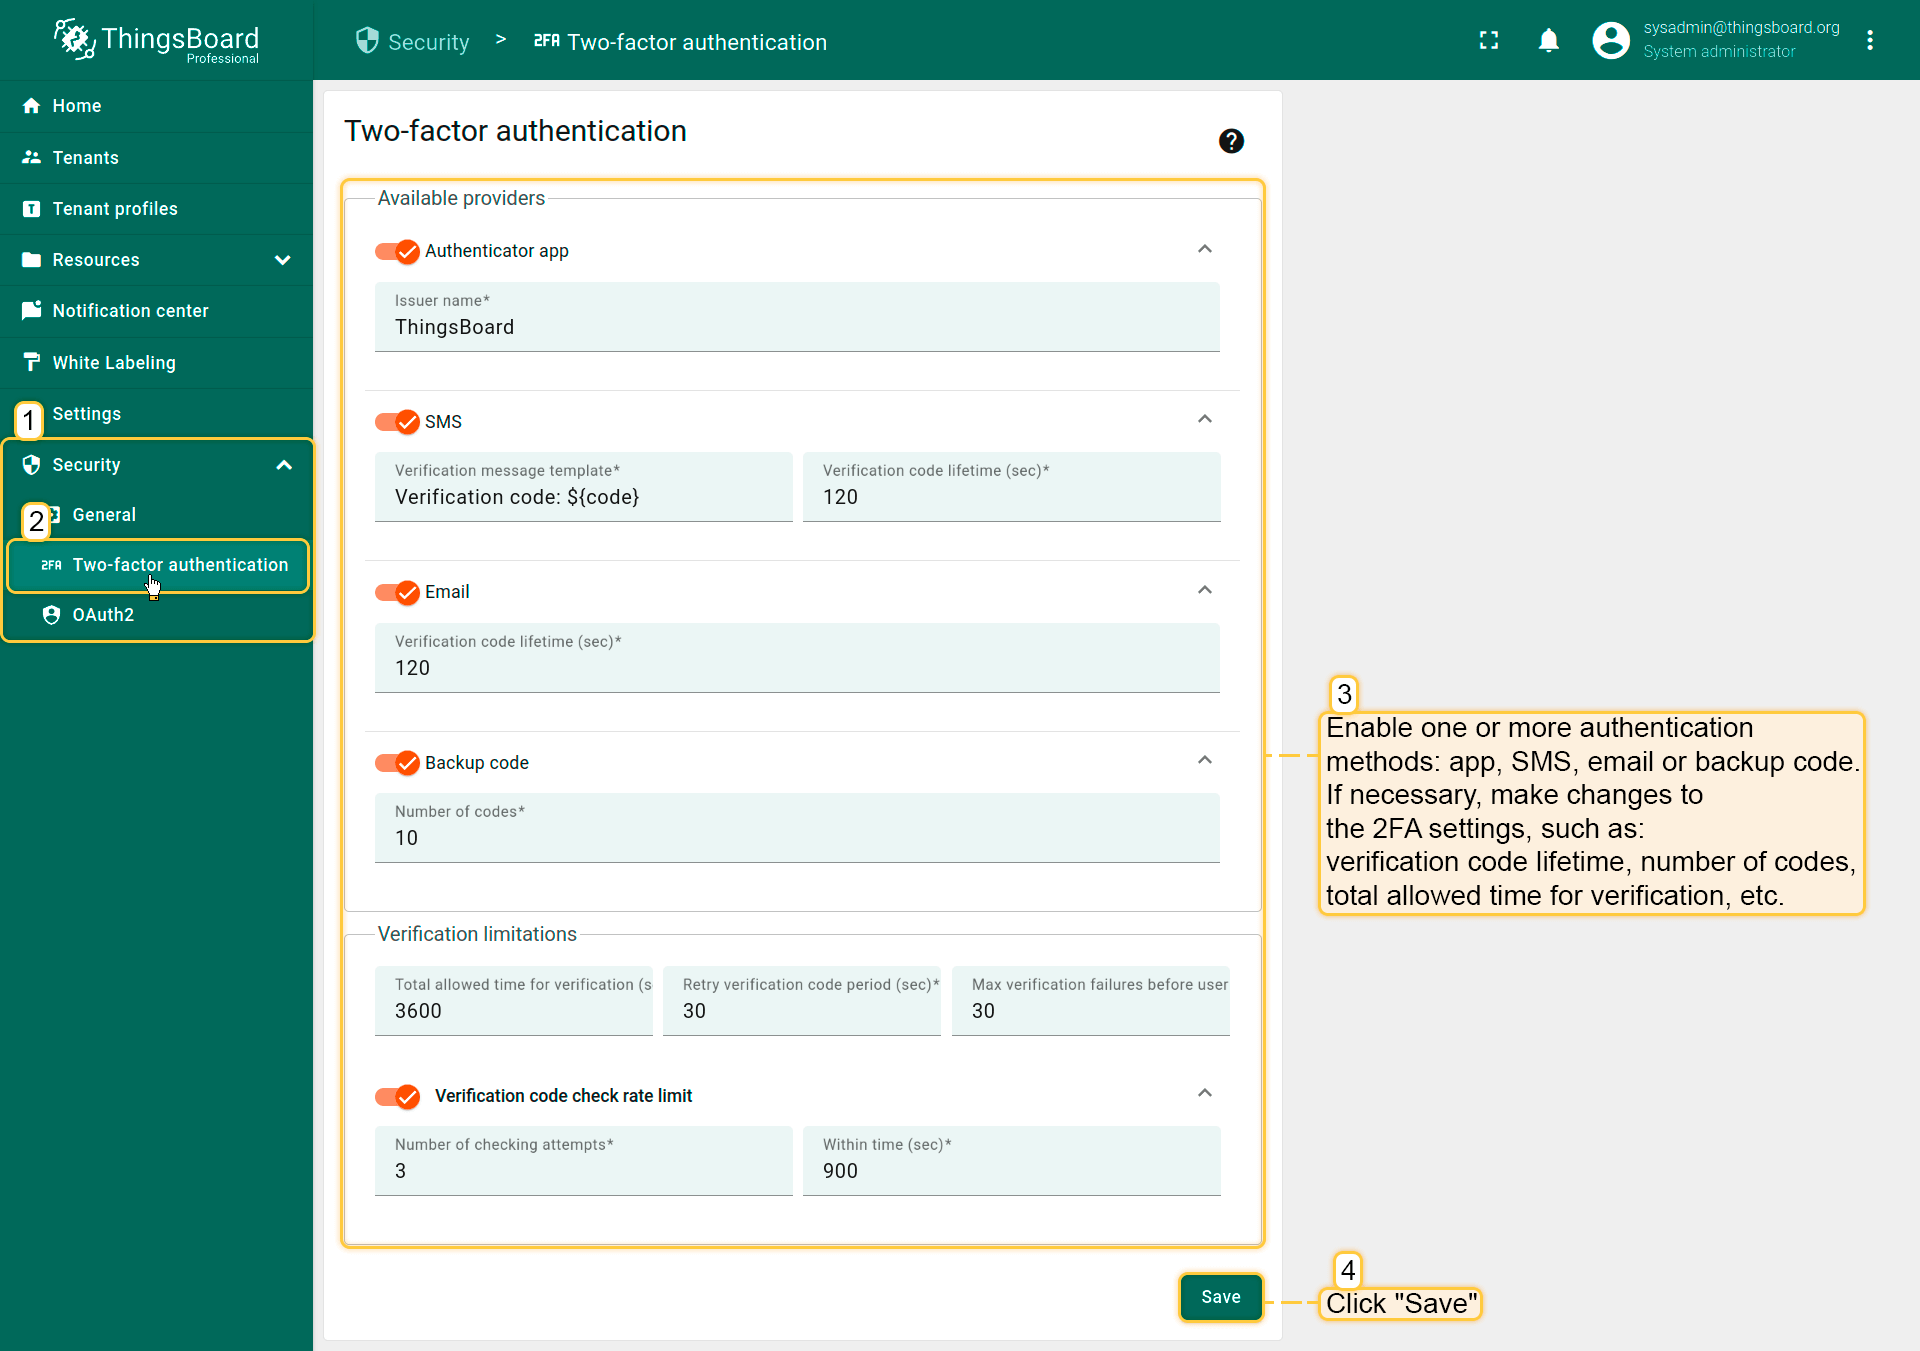 ThingsBoard
Professional
Security > 2FA Two-factor authentication
sysadmin@thingsboard.org
System administrator
Home
Tenants
Tenant profiles
Resources
Notification center
White Labeling
1
Settings
Security
2
General
2FA Two-factor authentication
OAuth2
Two-factor authentication
Available providers
Authenticator app
Issuer name*
ThingsBoard
SMS
Verification message template*
Verification code: ${code}
Verification code lifetime (sec)*
120
Email
Verification code lifetime (sec)*
120
Backup code
Number of codes*
10
Verification limitations
Total allowed time for verification (s
3600
Retry verification code period (sec)*
30
Max verification failures before user
30
Verification code check rate limit
Number of checking attempts*
3
Within time (sec)*
900
Save
3
Enable one or more authentication
methods: app, SMS, email or backup code.
If necessary, make changes to
the 2FA settings, such as:
verification code lifetime, number of codes,
total allowed time for verification, etc.
4
Click "Save"